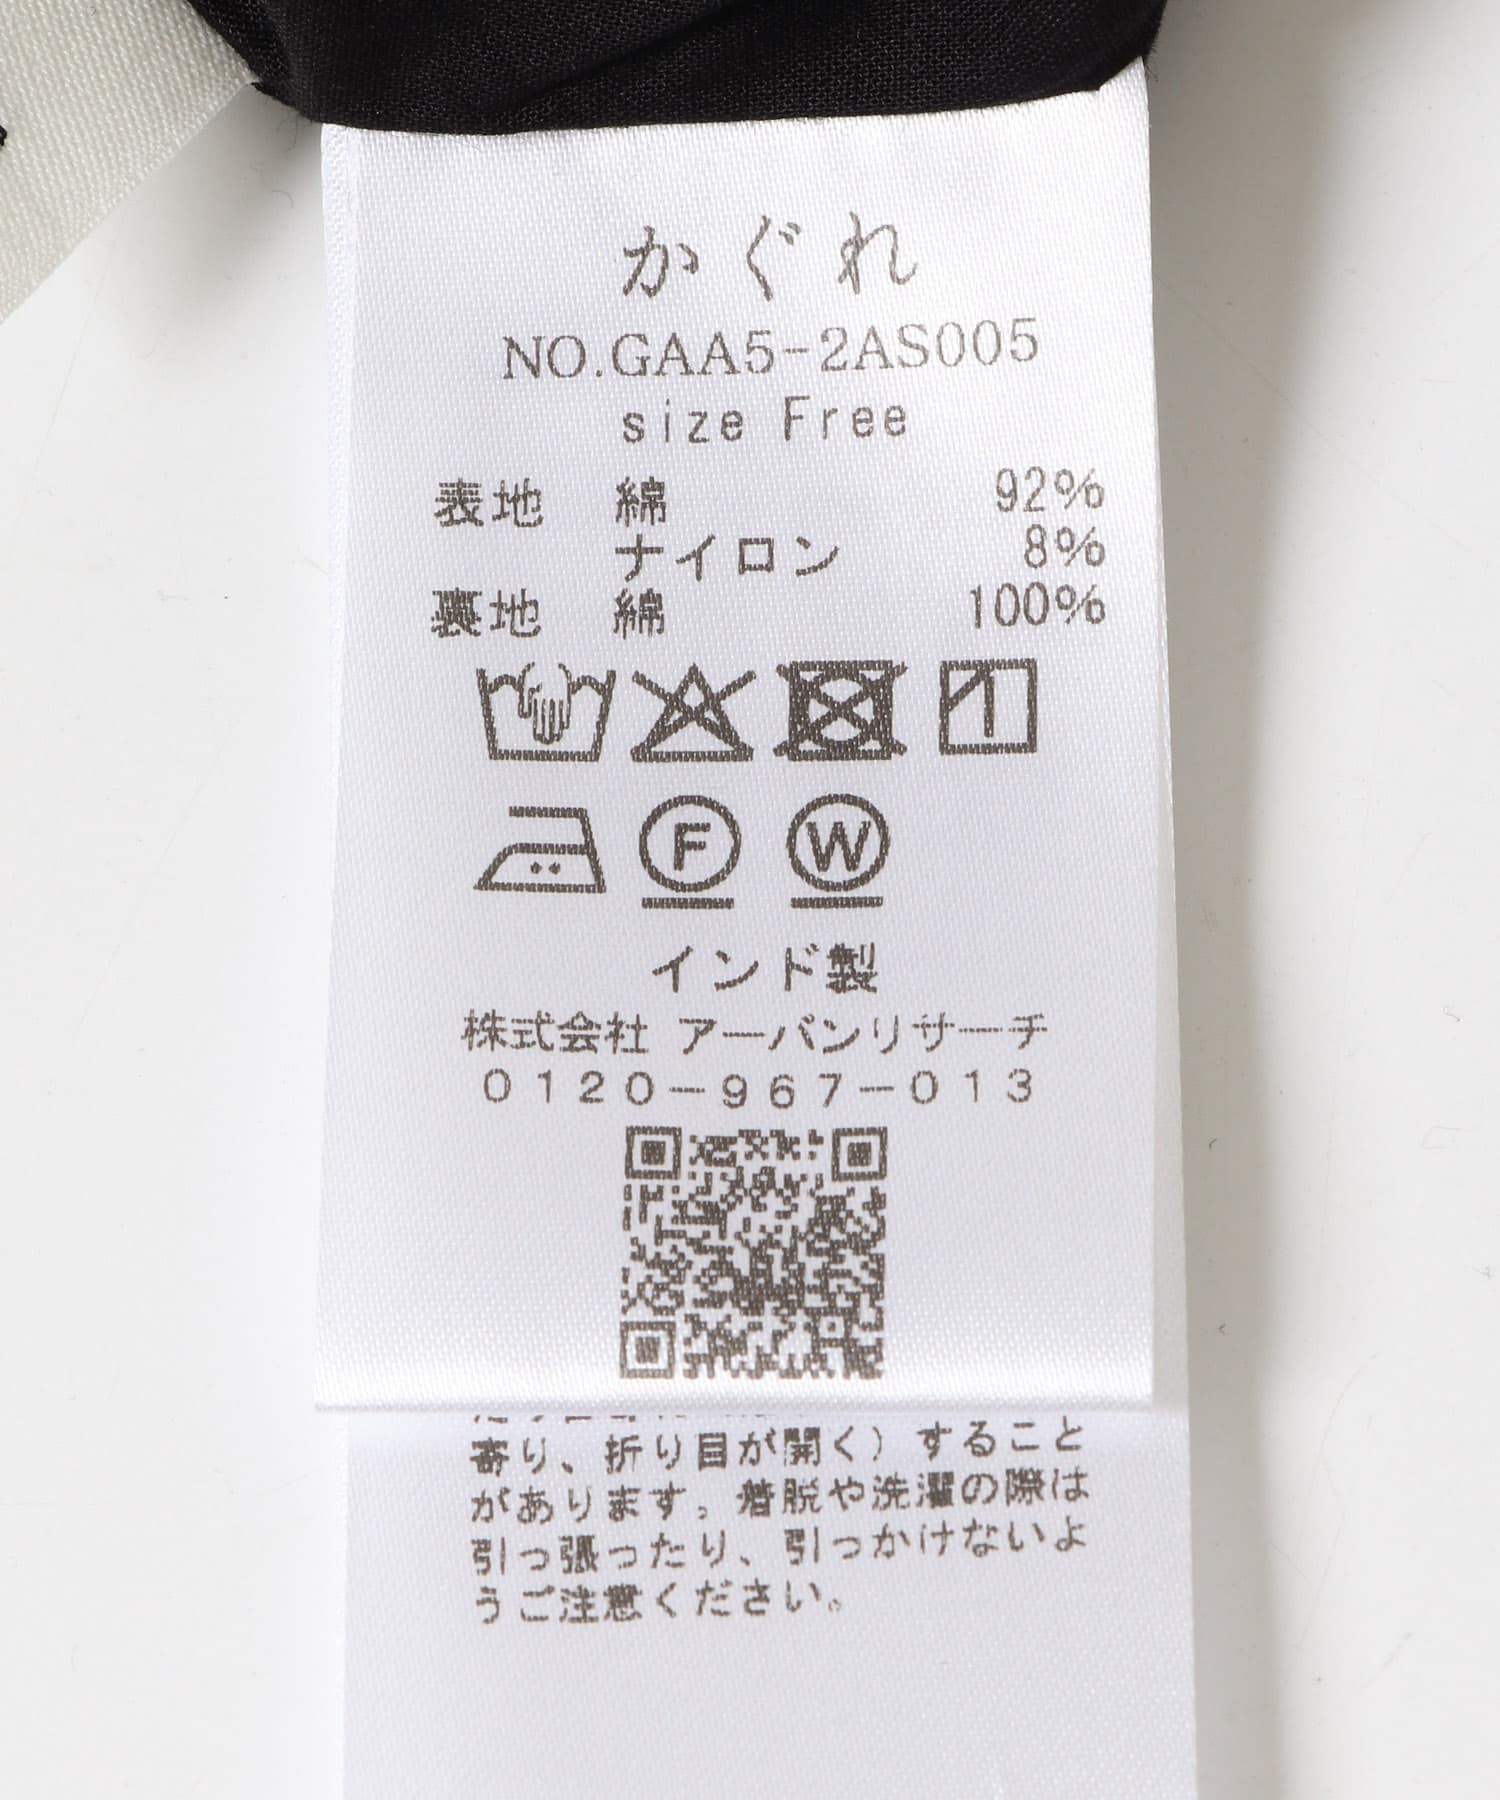 かぐれ
NO.GAA5-2AS005
size Free
表地 綿 92%
ナイロン 8%
裏地 綿 100%
F W
インド製
株式会社 アーバンリサーチ
0120-967-013
寄り、折り目が開く）すること
があります。着脱や洗濯の際は
引っ張ったり、引っかけないよ
うご注意ください。